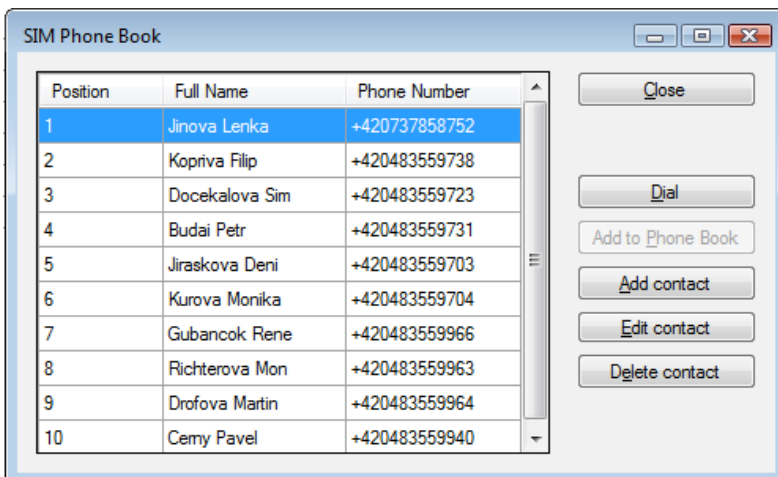 SIM Phone Book
Position Full Name Phone Number
1 Jinova Lenka +420737858752
2 Kopriva Filip +420483559738
3 Docekalova Sim +420483559723
4 Budai Petr +420483559731
5 Jiraskova Deni +420483559703
6 Kurova Monika +420483559704
7 Gubancok Rene +420483559966
8 Richterova Mon +420483559963
9 Drofova Martin +420483559964
10 Cerny Pavel +420483559940
Close
Dial
Add to Phone Book
Add contact
Edit contact
Delete contact